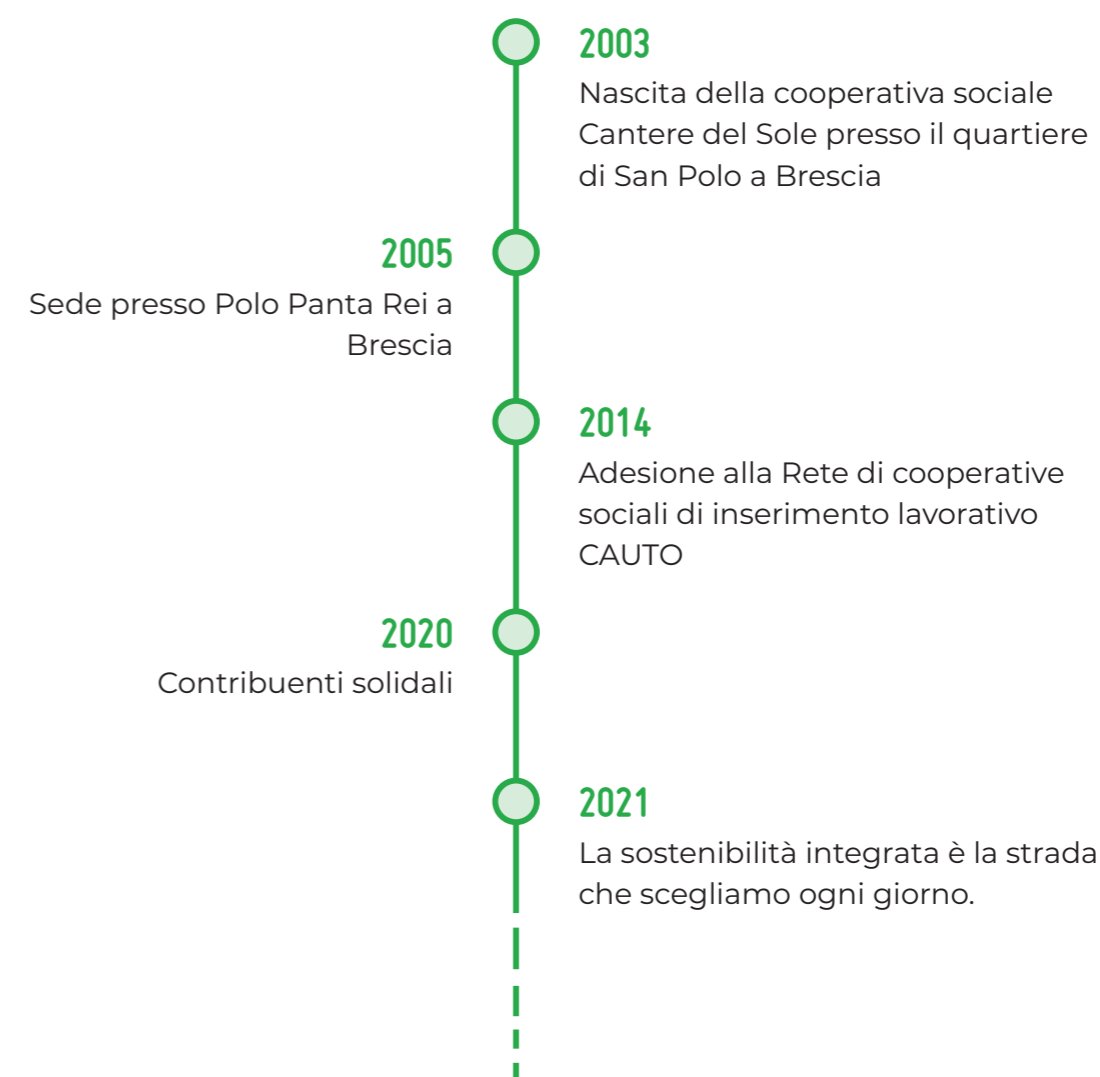 2003
Nascita della cooperativa sociale
Cantere del Sole presso il quartiere
di San Polo a Brescia
2005
Sede presso Polo Panta Rei a
Brescia
2014
Adesione alla Rete di cooperative
sociali di inserimento lavorativo
CAUTO
2020
Contribuenti solidali
2021
La sostenibilità integrata è la strada
che scegliamo ogni giorno.